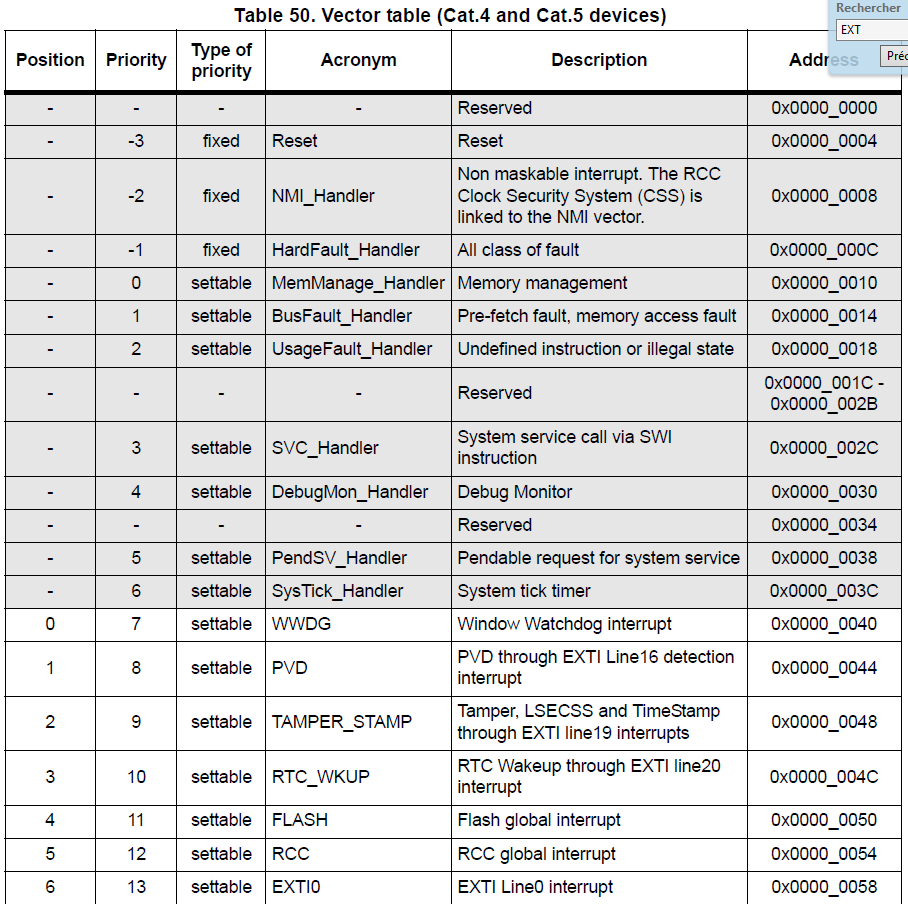 Table 50. Vector table (Cat.4 and Cat.5 devices)
Rechercher
EXT
Préc
Position Priority Type of priority Acronym Description Address
- - - - Reserved 0x0000_0000
- -3 fixed Reset Reset 0x0000_0004
- -2 fixed NMI_Handler Non maskable interrupt. The RCC
Clock Security System (CSS) is
linked to the NMI vector. 0x0000_0008
- -1 fixed HardFault_Handler All class of fault 0x0000_000C
- 0 settable MemManage_Handler Memory management 0x0000_0010
- 1 settable BusFault_Handler Pre-fetch fault, memory access fault 0x0000_0014
- 2 settable UsageFault_Handler Undefined instruction or illegal state 0x0000_0018
- - - - Reserved 0x0000_001C -
0x0000_002B
- 3 settable SVC_Handler System service call via SWI
instruction 0x0000_002C
- 4 settable DebugMon_Handler Debug Monitor 0x0000_0030
- - - - Reserved 0x0000_0034
- 5 settable PendSV_Handler Pendable request for system service 0x0000_0038
- 6 settable SysTick_Handler System tick timer 0x0000_003C
0 7 settable WWDG Window Watchdog interrupt 0x0000_0040
1 8 settable PVD PVD through EXTI Line16 detection
interrupt 0x0000_0044
2 9 settable TAMPER_STAMP Tamper, LSECSS and TimeStamp
through EXTI line19 interrupts 0x0000_0048
3 10 settable RTC_WKUP RTC Wakeup through EXTI line20
interrupt 0x0000_004C
4 11 settable FLASH Flash global interrupt 0x0000_0050
5 12 settable RCC RCC global interrupt 0x0000_0054
6 13 settable EXTI0 EXTI Line0 interrupt 0x0000_0058